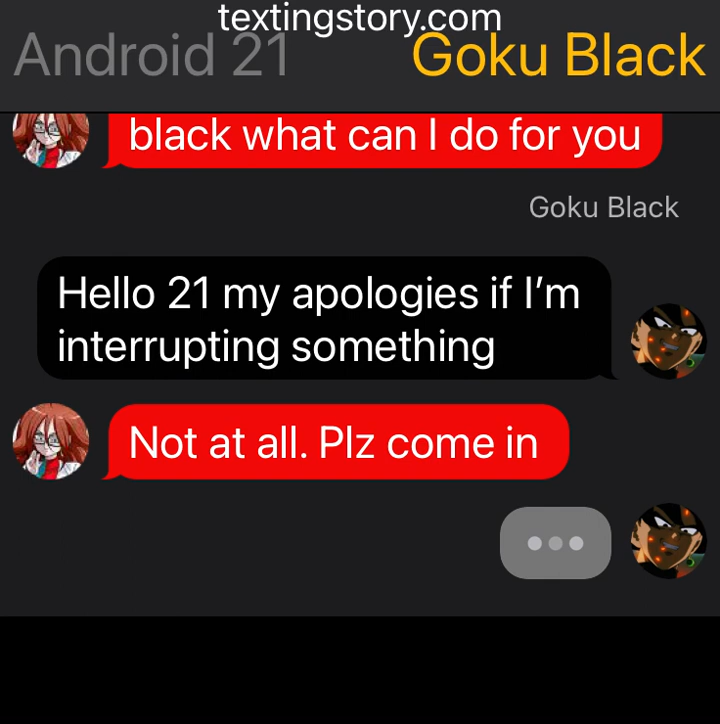 textingstory.com
Android 21
Goku Black
black what can I do for you
Goku Black
Hello 21 my apologies if I’m
interrupting something
Not at all. Plz come in